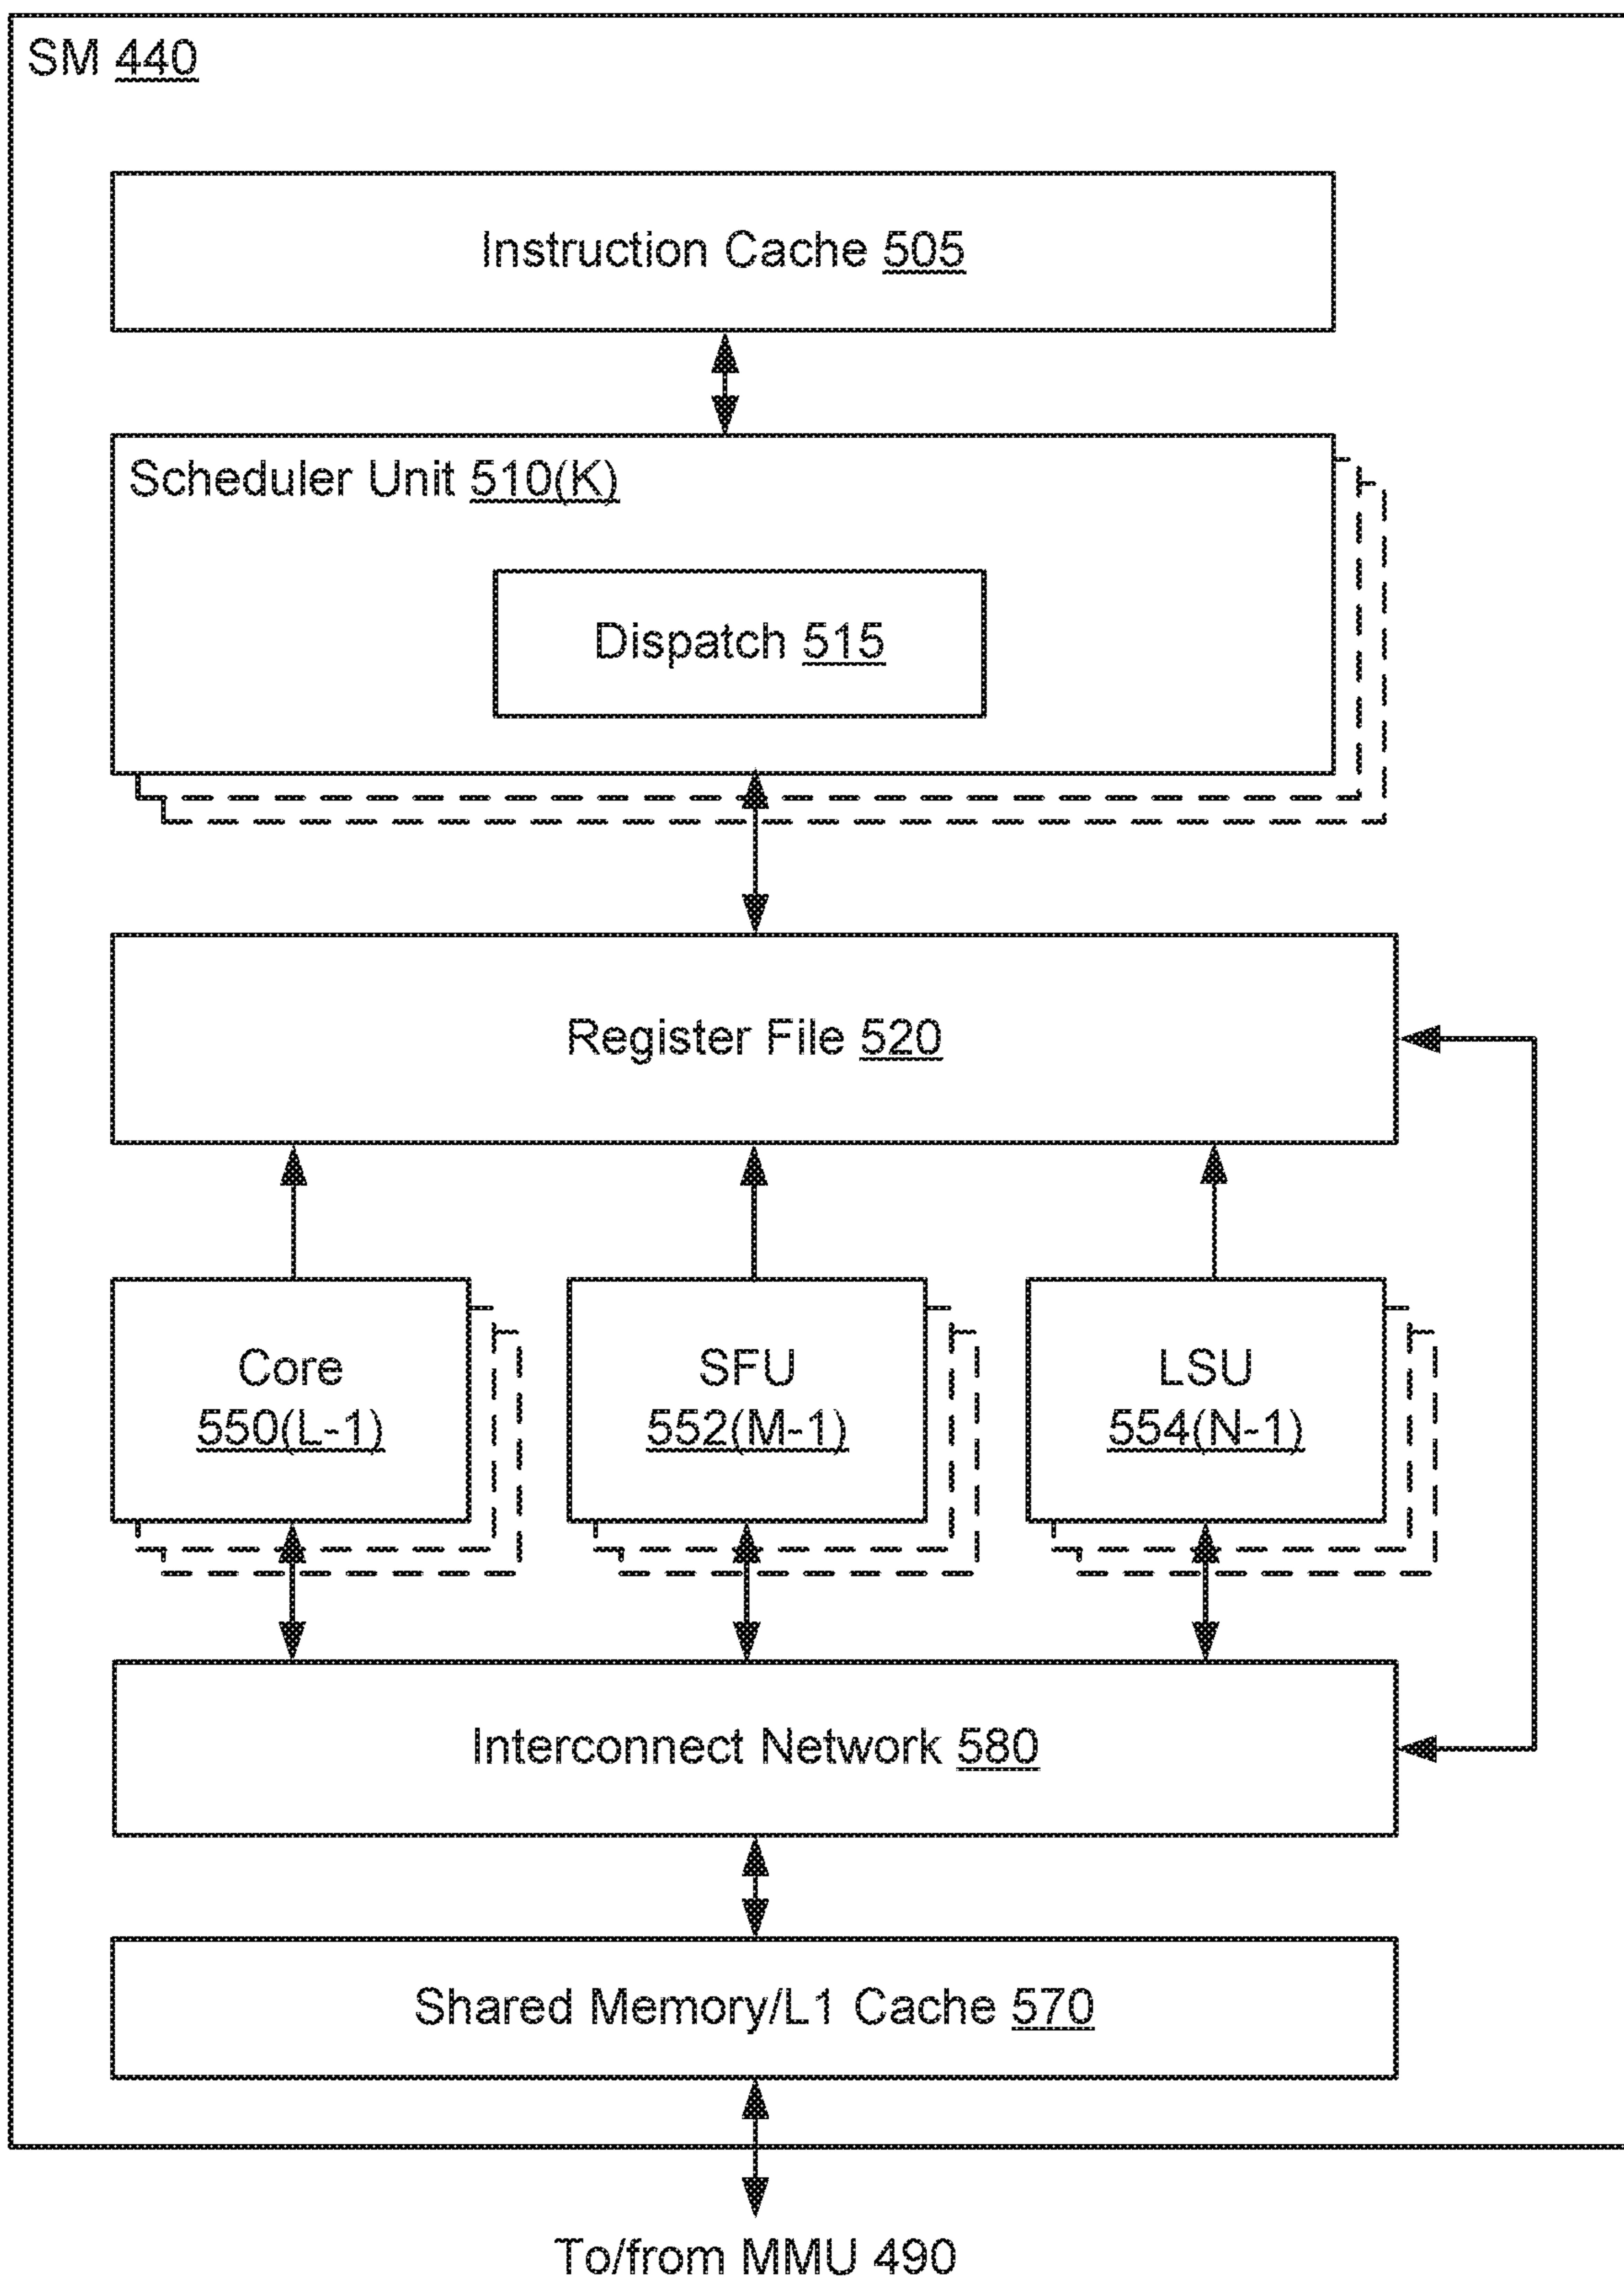 SM 440
Instruction Cache 505
Scheduler Unit 510(K)
Dispatch 515
Register File 520
Core
550(L-1)
SFU
552(M-1)
LSU
554(N-1)
Interconnect Network 580
Shared Memory/L1 Cache 570
To/from MMU 490